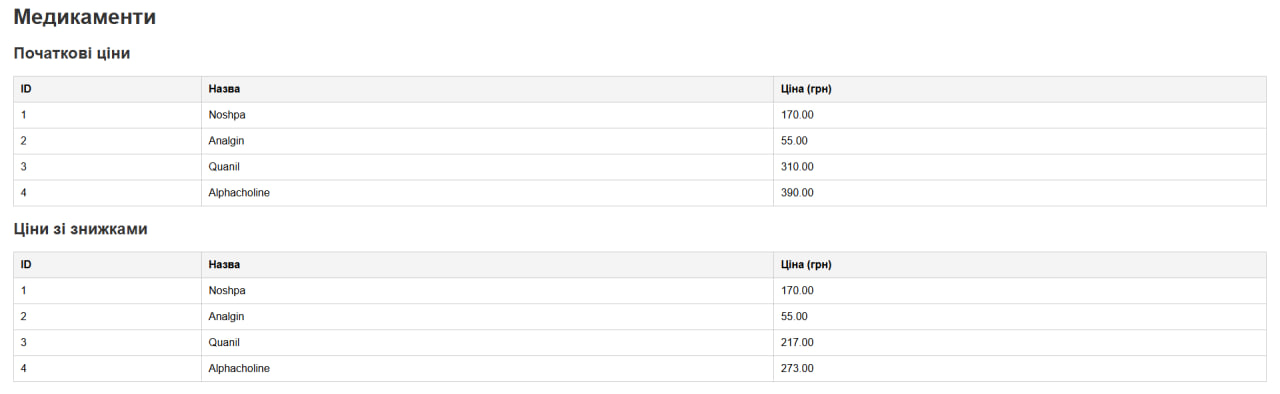 Медикаменти
Початкові ціни
ID Назва Ціна (грн)
1 Noshpa 170.00
2 Analgin 55.00
3 Quanil 310.00
4 Alphacholine 390.00
Ціни зі знижками
ID Назва Ціна (грн)
1 Noshpa 170.00
2 Analgin 55.00
3 Quanil 217.00
4 Alphacholine 273.00